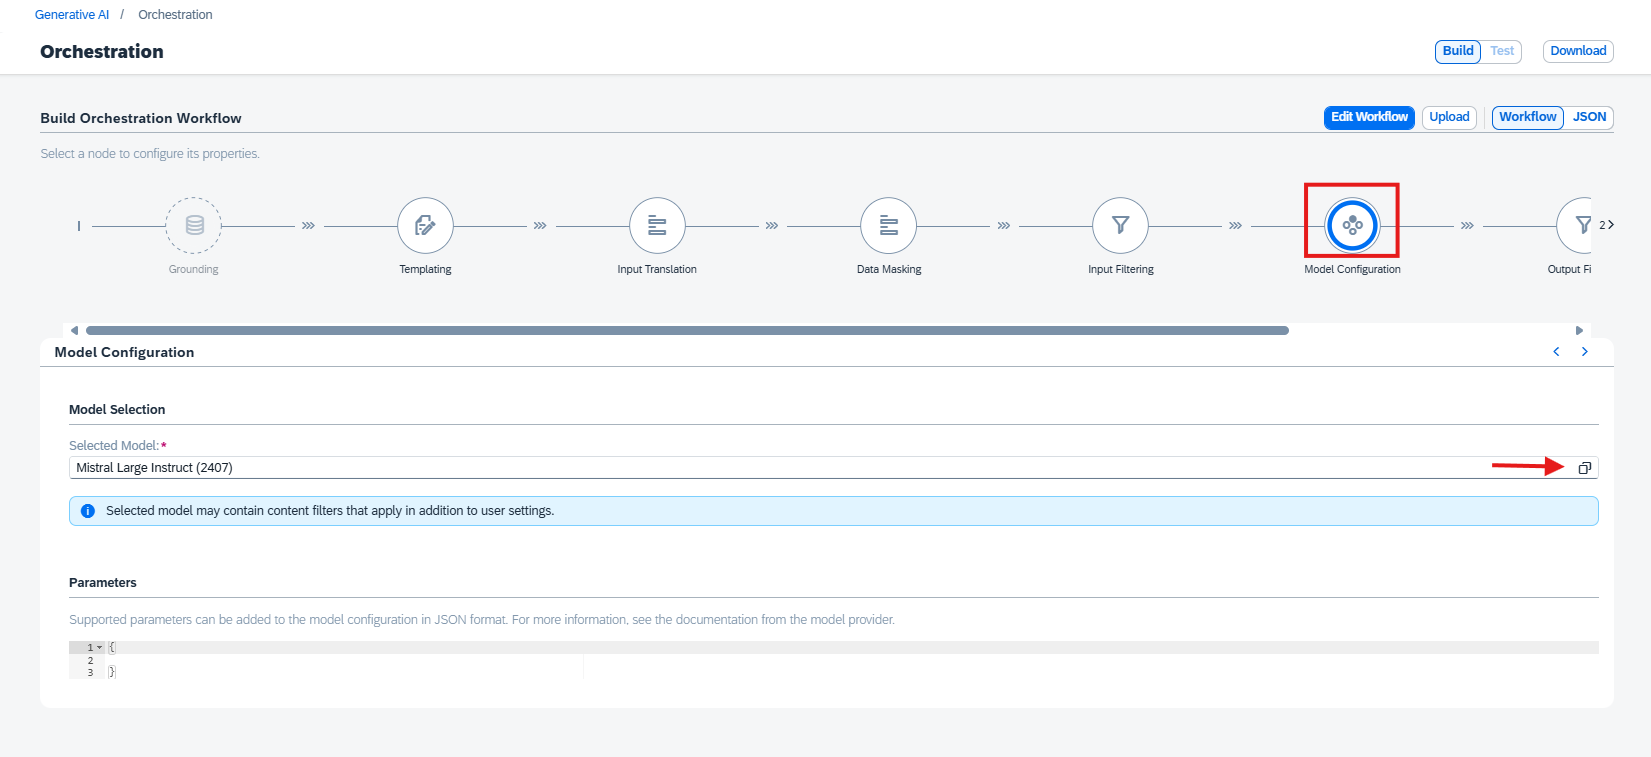 Generative AI / Orchestration
Orchestration
Build Test Download
Build Orchestration Workflow
Edit Workflow Upload Workflow JSON
Select a node to configure its properties.
2
Grounding Templating Input Translation Data Masking Input Filtering Model Configuration Output Fi
Model Configuration
Model Selection
Selected Model:*
Mistral Large Instruct (2407)
Selected model may contain content filters that apply in addition to user settings.
Parameters
Supported parameters can be added to the model configuration in JSON format. For more information, see the documentation from the model provider.
1 {
2
3 }